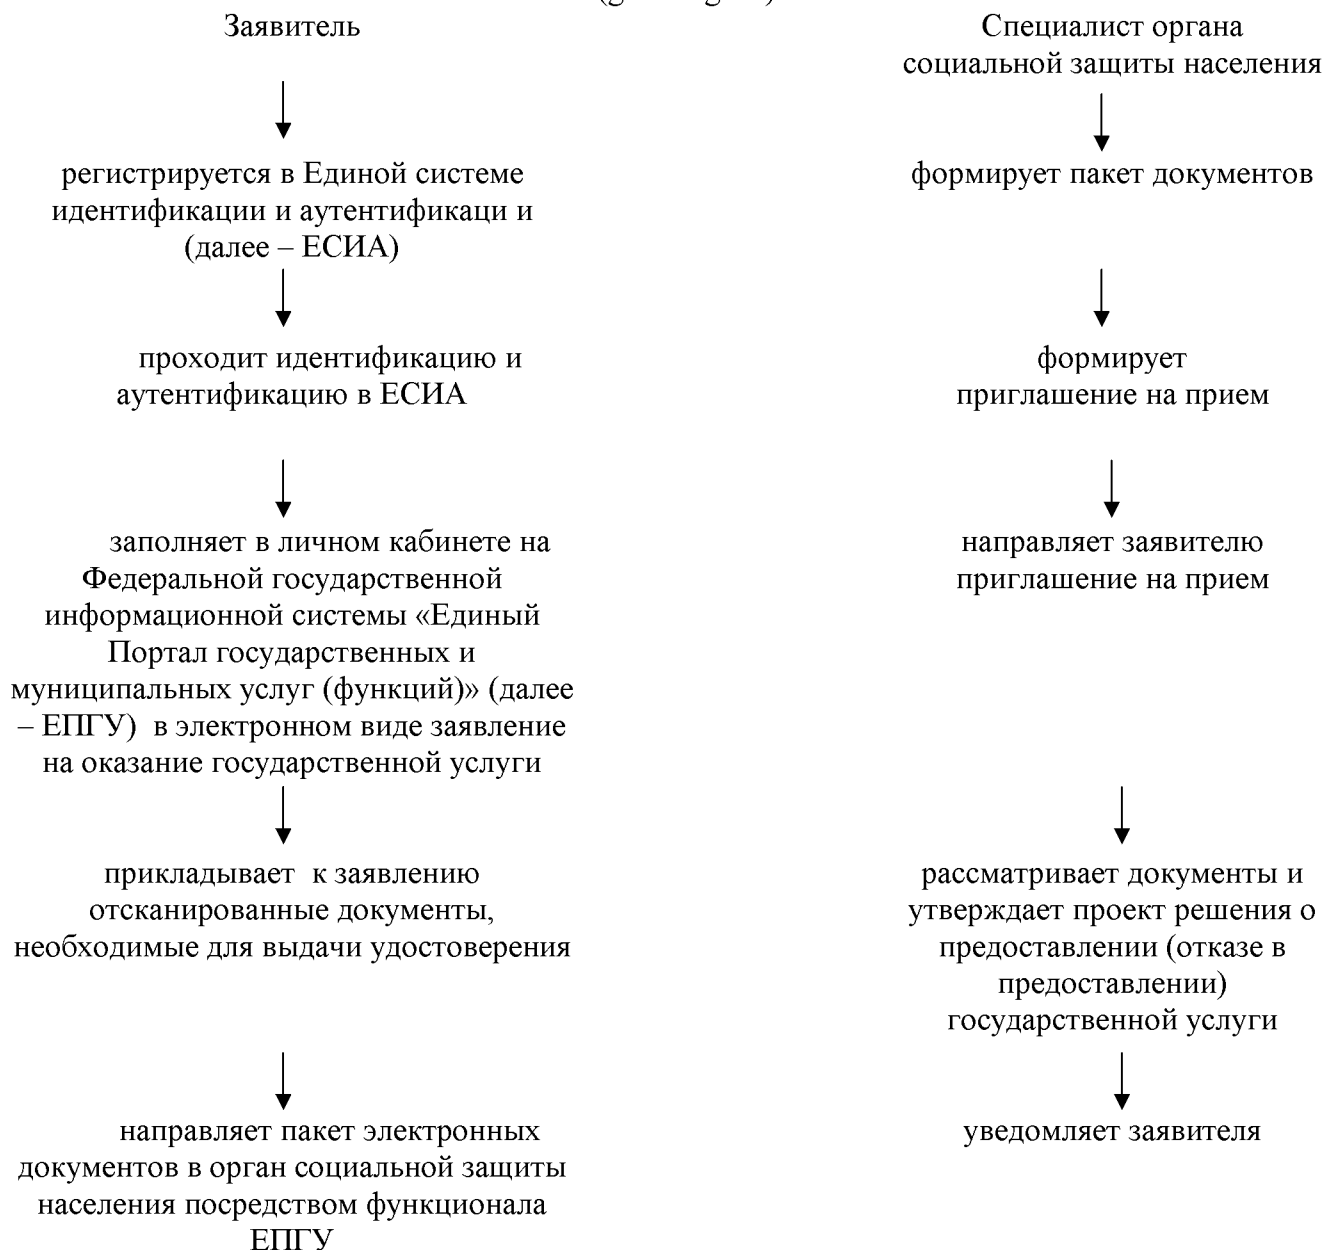 Заявитель
регистрируется в Единой системе
идентификации и аутентификаци и
(далее – ЕСИА)
проходит идентификацию и
аутентификацию в ЕСИА
заполняет в личном кабинете на
Федеральной государственной
информационной системы «Единый
Портал государственных и
муниципальных услуг (функций)» (далее
– ЕПГУ) в электронном виде заявление
на оказание государственной услуги
прикладывает к заявлению
отсканированные документы,
необходимые для выдачи удостоверения
направляет пакет электронных
документов в орган социальной защиты
населения посредством функционала
ЕПГУ
Специалист органа
социальной защиты населения
формирует пакет документов
формирует
приглашение на прием
направляет заявителю
приглашение на прием
рассматривает документы и
утверждает проект решения о
предоставлении (отказе в
предоставлении)
государственной услуги
уведомляет заявителя